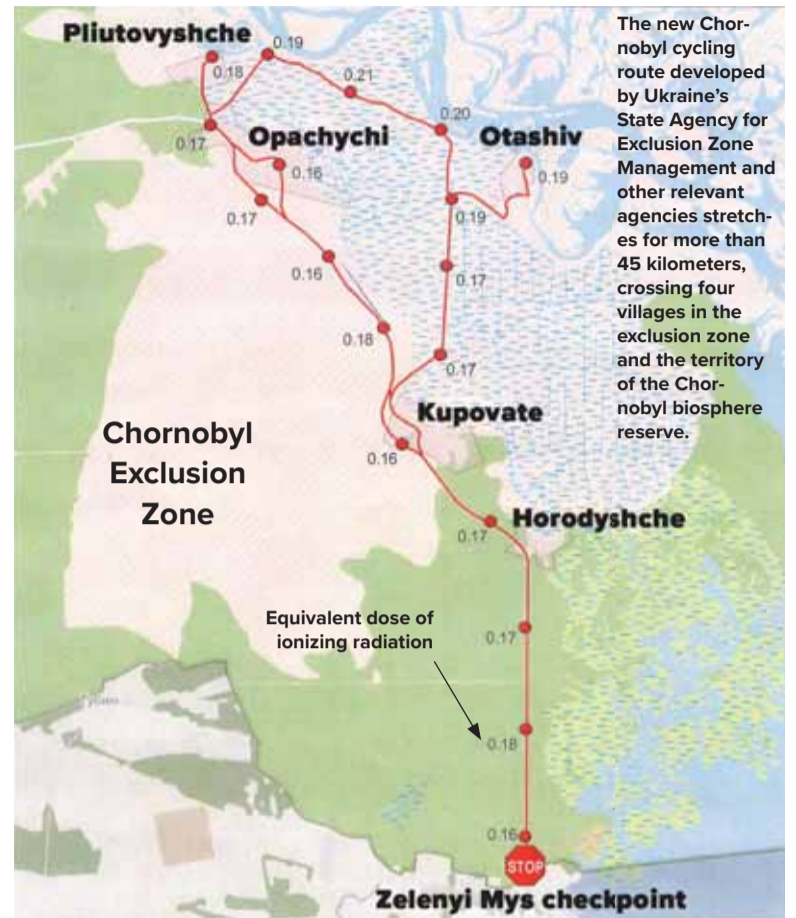 Pliutovyshche
0.19
0.18
0.21
0.20
0.17
Opachychi
Otashiv
0.16
0.19
0.17
0.19
0.16
0.17
0.18
0.17
Kupovate
0.16
Horodyshche
0.17
0.17
0.18
0.16
STOP
Zelenyi Mys checkpoint
Chornobyl
Exclusion
Zone
Equivalent dose of
ionizing radiation
The new Chor-
nobyl cycling
route developed
by Ukraine’s
State Agency for
Exclusion Zone
Management and
other relevant
agencies stretch-
es for more than
45 kilometers,
crossing four
villages in the
exclusion zone
and the territory
of the Chor-
nobyl biosphere
reserve.